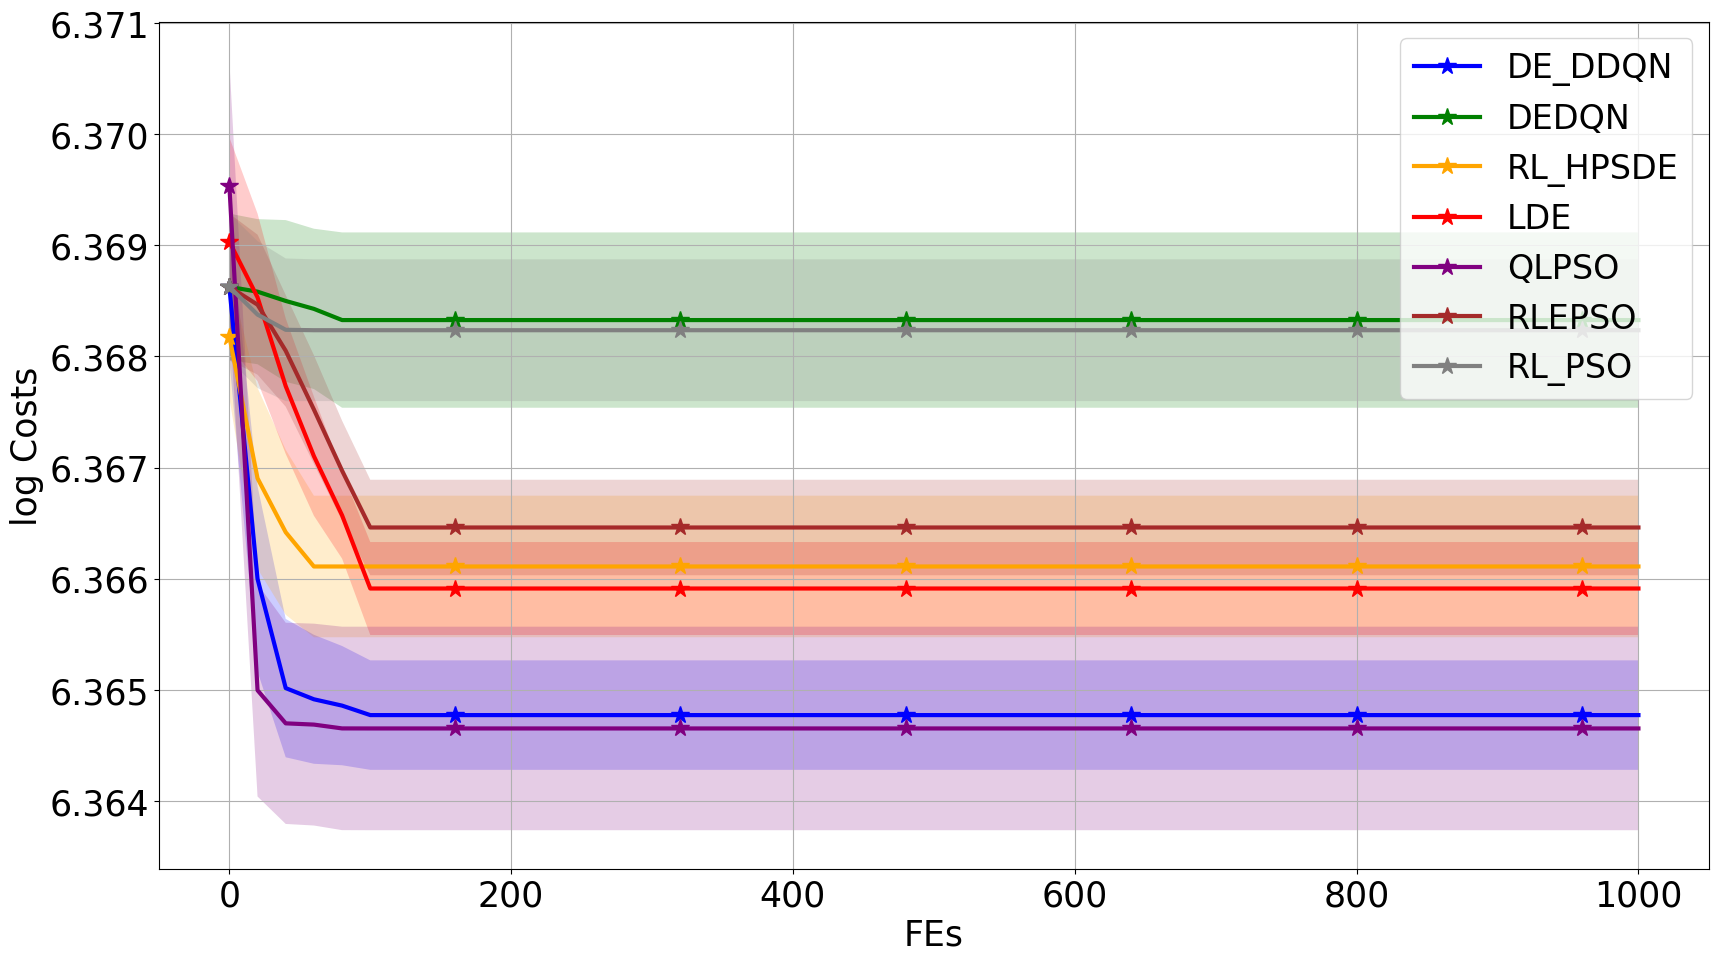 6.371
6.370
6.369
6.368
6.367
6.366
6.365
6.364
log Costs
0
200
400
600
800
1000
FEs
DE_DDQN
DEDQN
RL_HPSDE
LDE
QLPSO
RLEPSO
RL_PSO